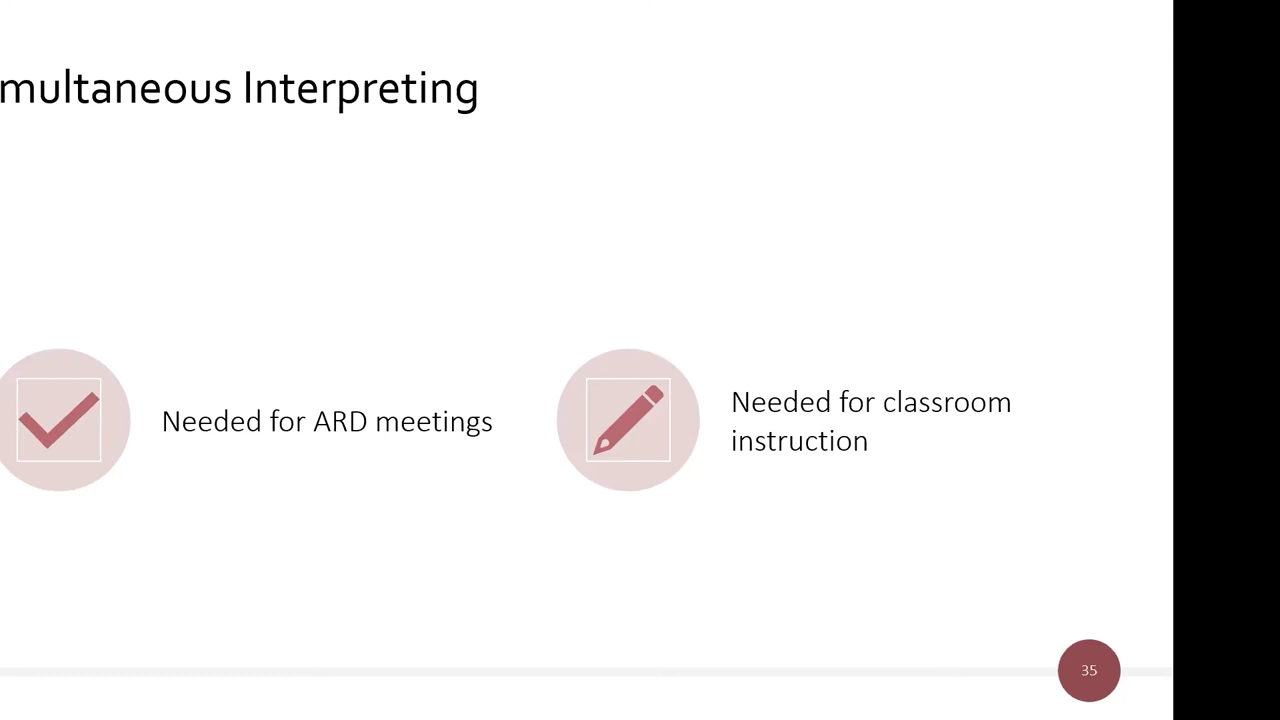 multaneous Interpreting
Needed for ARD meetings
Needed for classroom
instruction
35